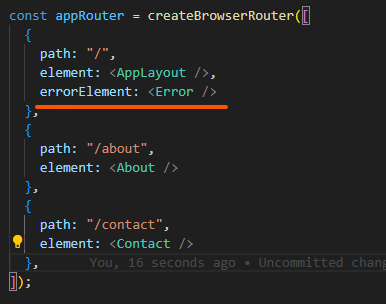 const appRouter = createBrowserRouter([
  {
    path: "/",
    element: <AppLayout />,
    errorElement: <Error />
  },
  {
    path: "/about",
    element: <About />
  },
  {
    path: "/contact",
    element: <Contact />
  },      You, 16 seconds ago • Uncommitted chang
]);